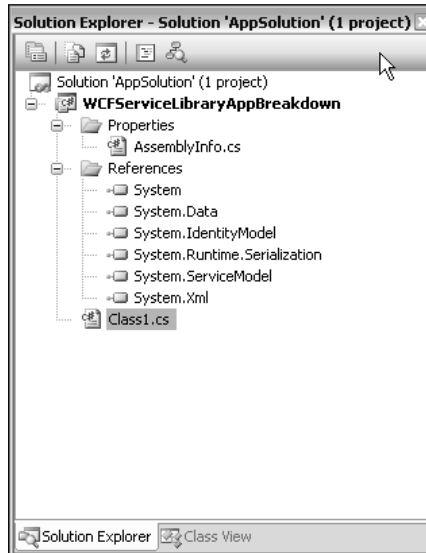 Solution Explorer - Solution 'AppSolution' (1 project)
Solution 'AppSolution' (1 project)
WCFServiceLibraryAppBreakdown
Properties
AssemblyInfo.cs
References
System
System.Data
System.IdentityModel
System.Runtime.Serialization
System.ServiceModel
System.Xml
Class1.cs
Solution Explorer Class View